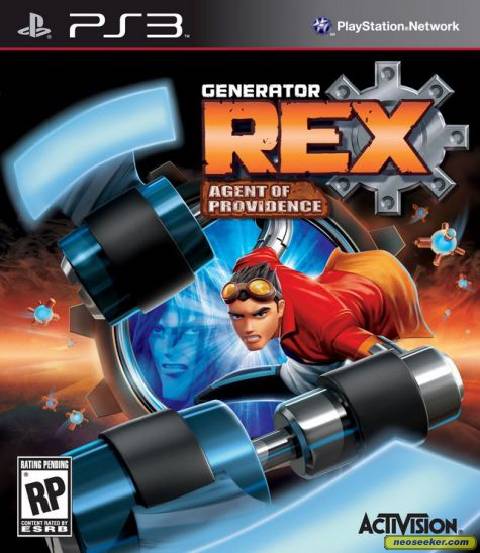 PS3
PlayStation Network
GENERATOR
REX
AGENT OF
PROVIDENCE
RATING PENDING
RP
CONTENT RATED BY
ESRB
ACTIVISION
neoseeker.com